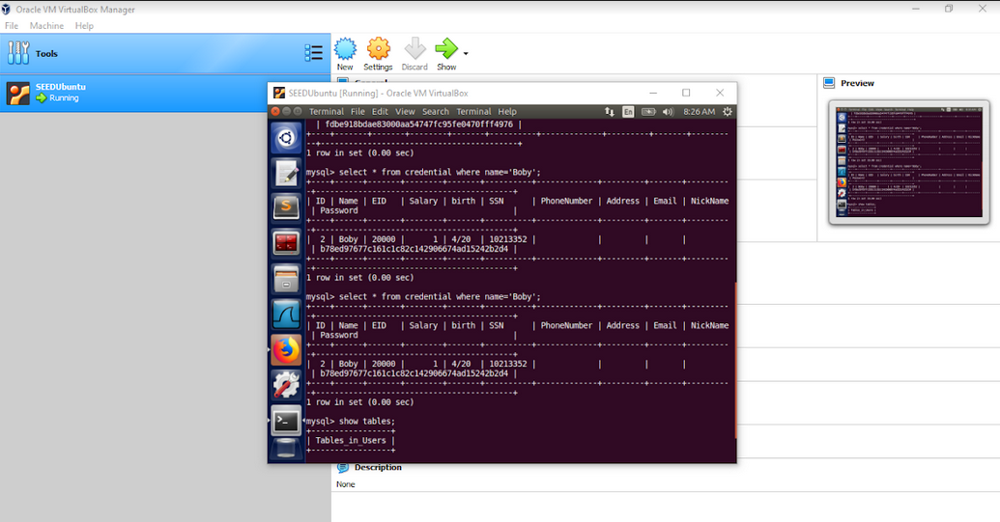 Oracle VM VirtualBox Manager
File Machine Help
Tools
New Settings Discard Show
SEEDUbuntu
Running
General
Preview
SEEDUbuntu [Running] - Oracle VM VirtualBox
Terminal File Edit View Search Terminal Help En 8:26 AM
| fdbe918bdae83000aa54747fc95fe0470fff4976 |
1 row in set (0.00 sec)
mysql> select * from credential where name='Boby';
| ID | Name | EID | Salary | birth | SSN | PhoneNumber | Address | Email | NickName
| Password |
| 2 | Boby | 20000 | 1 | 4/20 | 10213352 | | | |
| b78ed97677c161c1c82c142906674ad15242b2d4 |
1 row in set (0.00 sec)
mysql> select * from credential where name='Boby';
| ID | Name | EID | Salary | birth | SSN | PhoneNumber | Address | Email | NickName
| Password |
| 2 | Boby | 20000 | 1 | 4/20 | 10213352 | | | |
| b78ed97677c161c1c82c142906674ad15242b2d4 |
1 row in set (0.00 sec)
mysql> show tables;
| Tables_in_Users |
Description
None